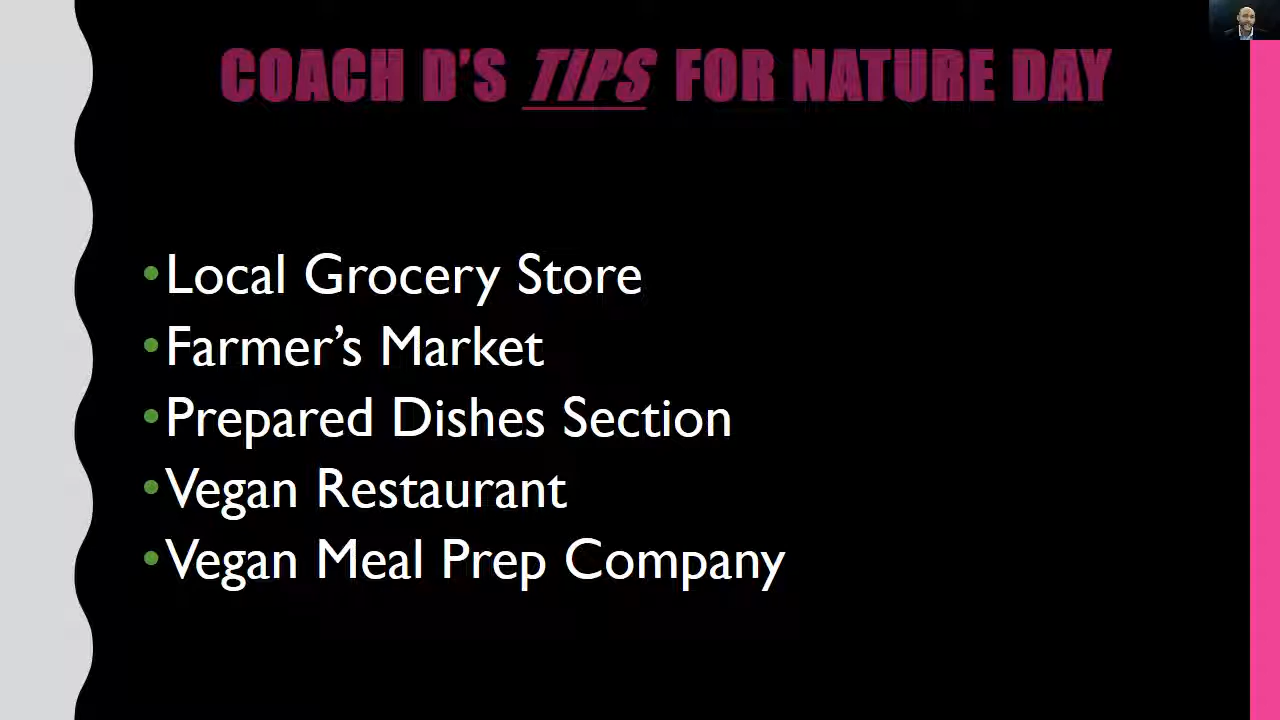 COACH D’S TIPS FOR NATURE DAY
•Local Grocery Store
•Farmer’s Market
•Prepared Dishes Section
•Vegan Restaurant
•Vegan Meal Prep Company